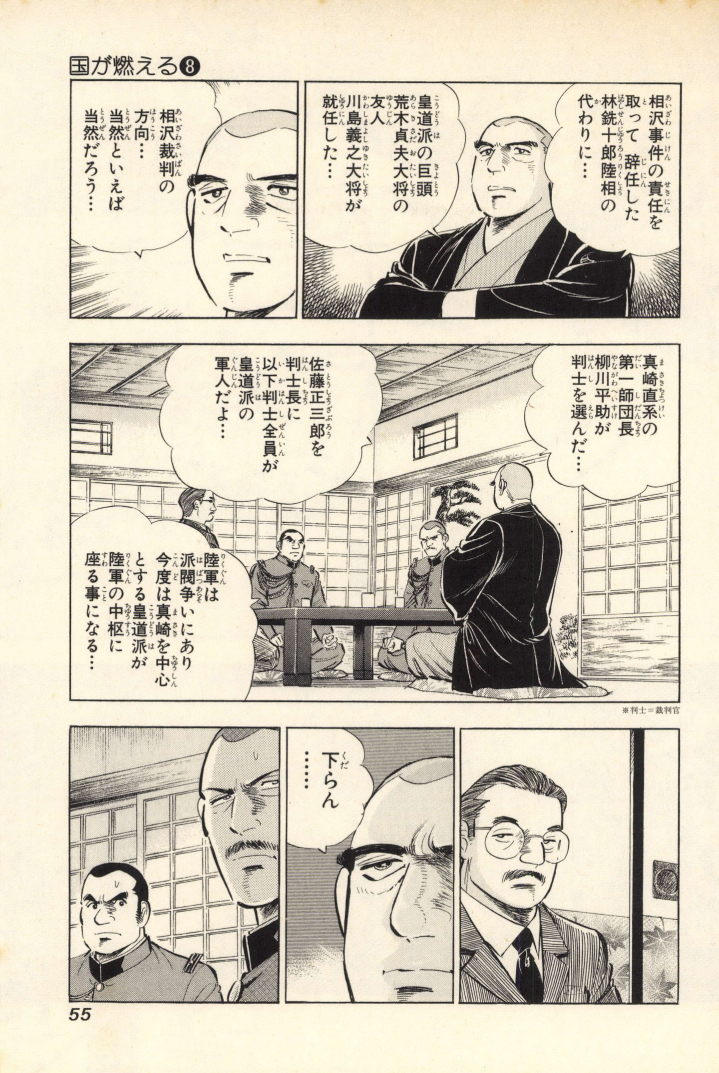 国が燃える❽
相沢事件の責任を
取って 辞任した
林銑十郎陸相の
代わりに…
皇道派の巨頭
荒木貞夫大将の
友人
川島義之大将が
就任した…
相沢裁判の
方向…
当然といえば
当然だろう…
真崎直系の
第一師団長
柳川平助が
判士を選んだ…
佐藤正三郎を
判士長に
以下判士全員が
皇道派の
軍人だよ…
陸軍は
派閥争いにあり
今度は真崎を中心
とする皇道派が
陸軍の中枢に
座る事になる…
※判士＝裁判官
下らん
……
55